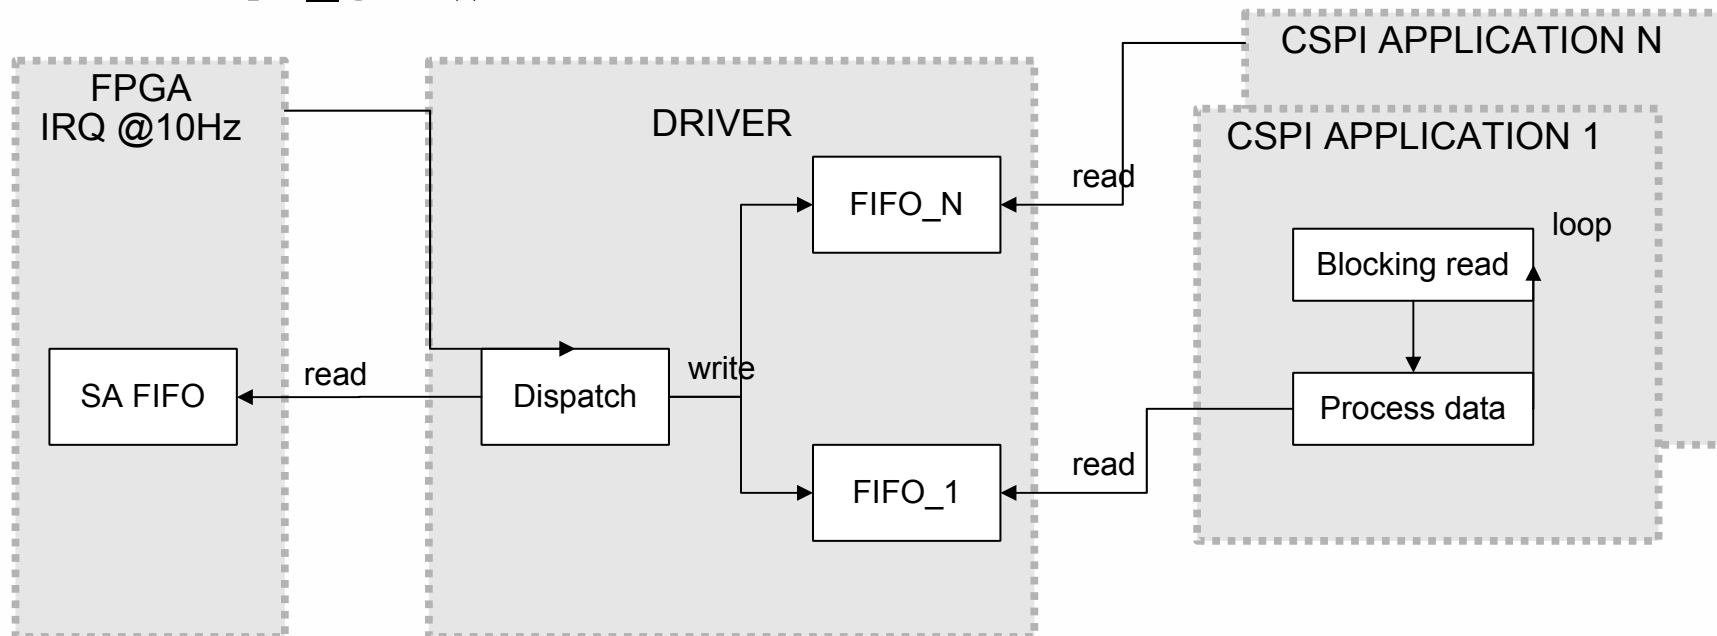 FPGA
IRQ @10Hz
SA FIFO
read
DRIVER
Dispatch
write
FIFO_N
FIFO_1
read
read
CSPI APPLICATION N
CSPI APPLICATION 1
loop
Blocking read
Process data